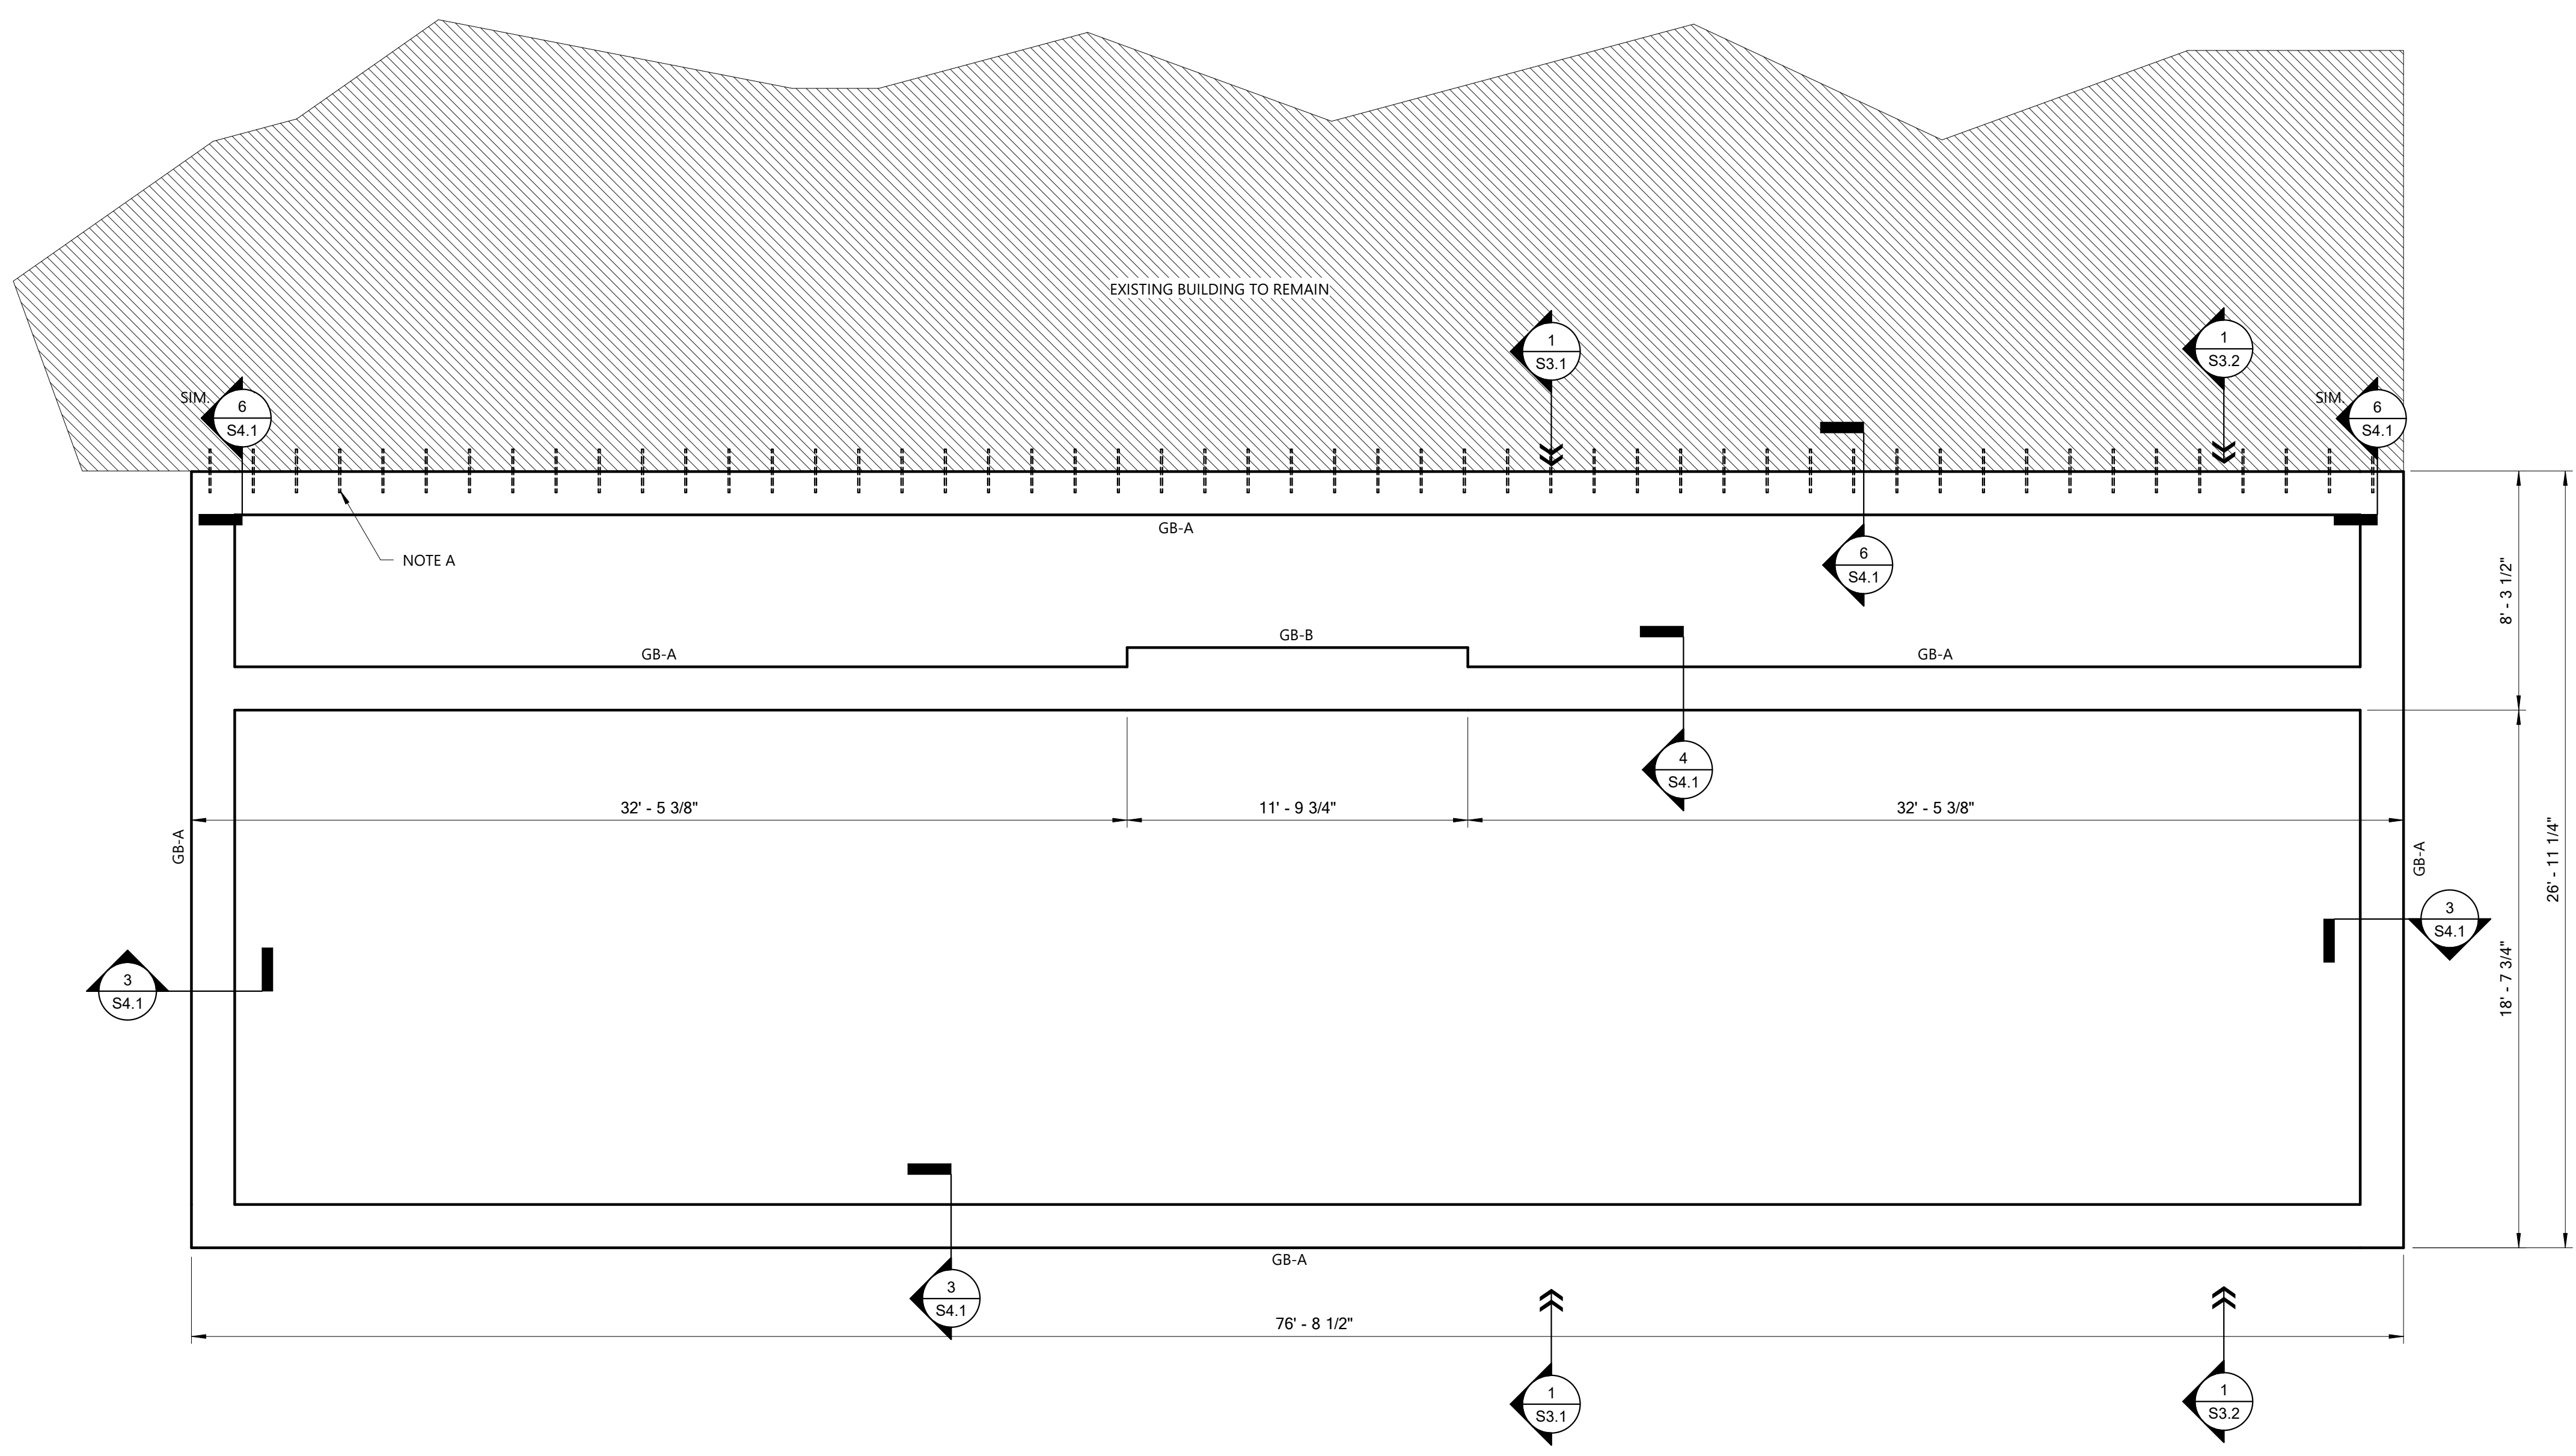 EXISTING BUILDING TO REMAIN
1
S3.1
1
S3.2
SIM.
6
S4.1
SIM.
6
S4.1
GB-A
NOTE A
6
S4.1
8' - 3 1/2"
GB-B
GB-A
GB-A
4
S4.1
32' - 5 3/8"
11' - 9 3/4"
32' - 5 3/8"
GB-A
GB-A
26' - 11 1/4"
3
S4.1
18' - 7 3/4"
3
S4.1
GB-A
3
S4.1
76' - 8 1/2"
1
S3.1
1
S3.2